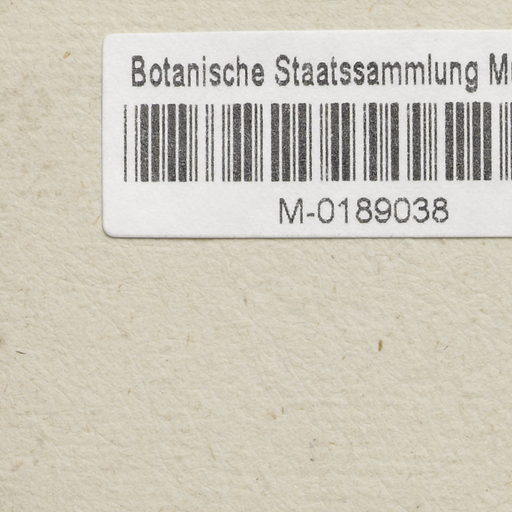 Botanische Staatssammlung
M-0189038